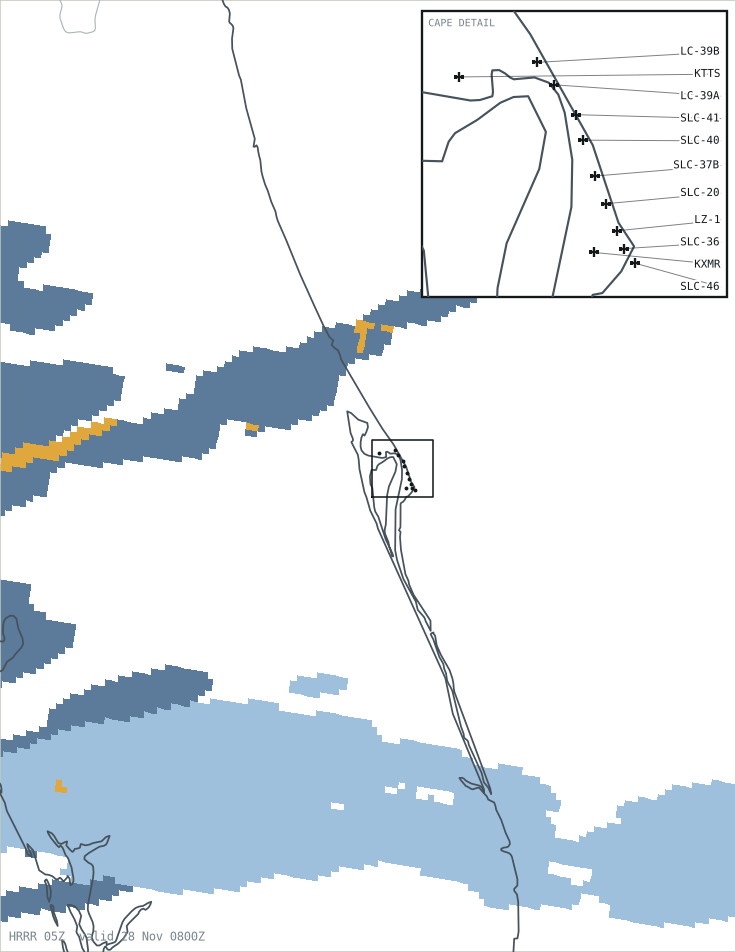 CAPE DETAIL
LC-39B
KTTS
LC-39A
SLC-41
SLC-40
SLC-37B
SLC-20
LZ-1
SLC-36
KXMR
SLC-46
HRRR 05Z valid 28 Nov 0800Z